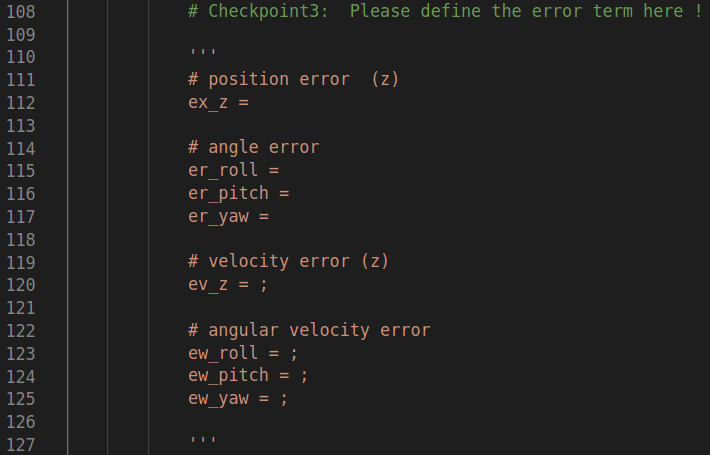 108 # Checkpoint3:  Please define the error term here !
109
110 '''
111 # position error  (z)
112 ex_z =
113
114 # angle error
115 er_roll =
116 er_pitch =
117 er_yaw =
118
119 # velocity error (z)
120 ev_z = ;
121
122 # angular velocity error
123 ew_roll = ;
124 ew_pitch = ;
125 ew_yaw = ;
126
127 '''